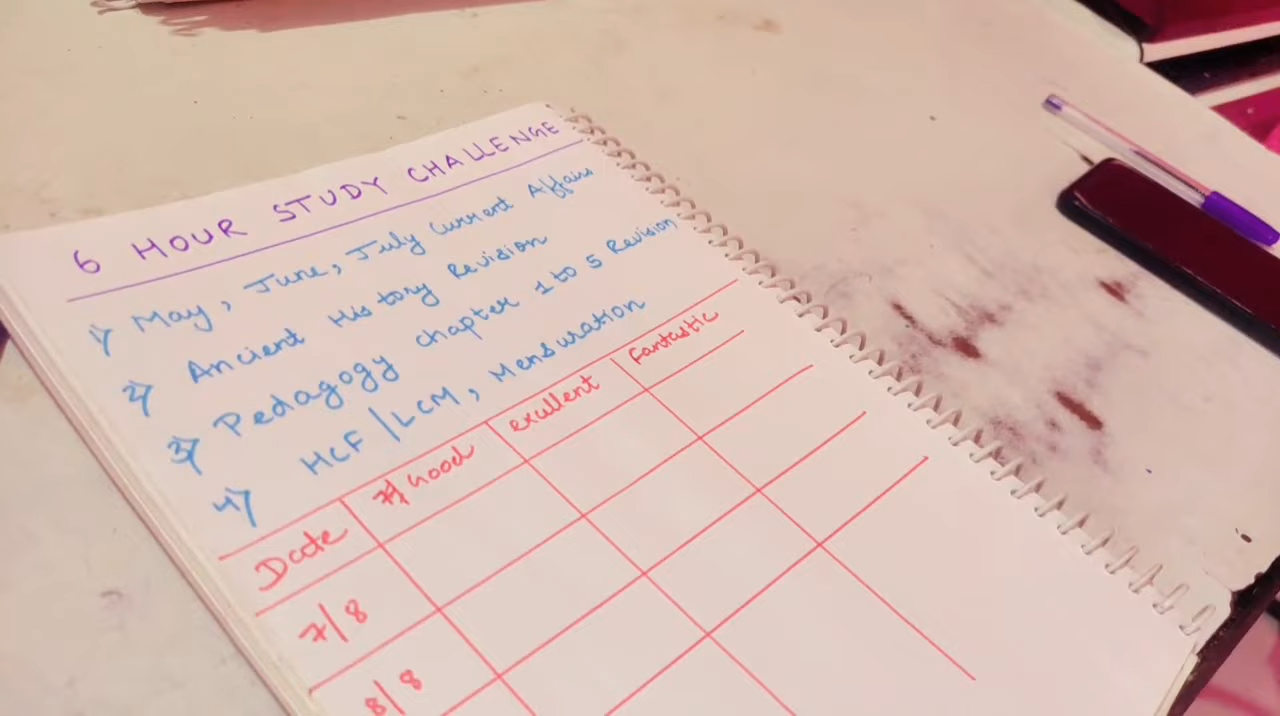 6 HOUR STUDY CHALLENGE
1) May, June, July Current Affairs
2) Ancient History Revision
3) Pedagogy chapter 1 to 5 Revision
4) HCF/LCM, Mensuration
Date Good exellent fantastic
7/8
8/8